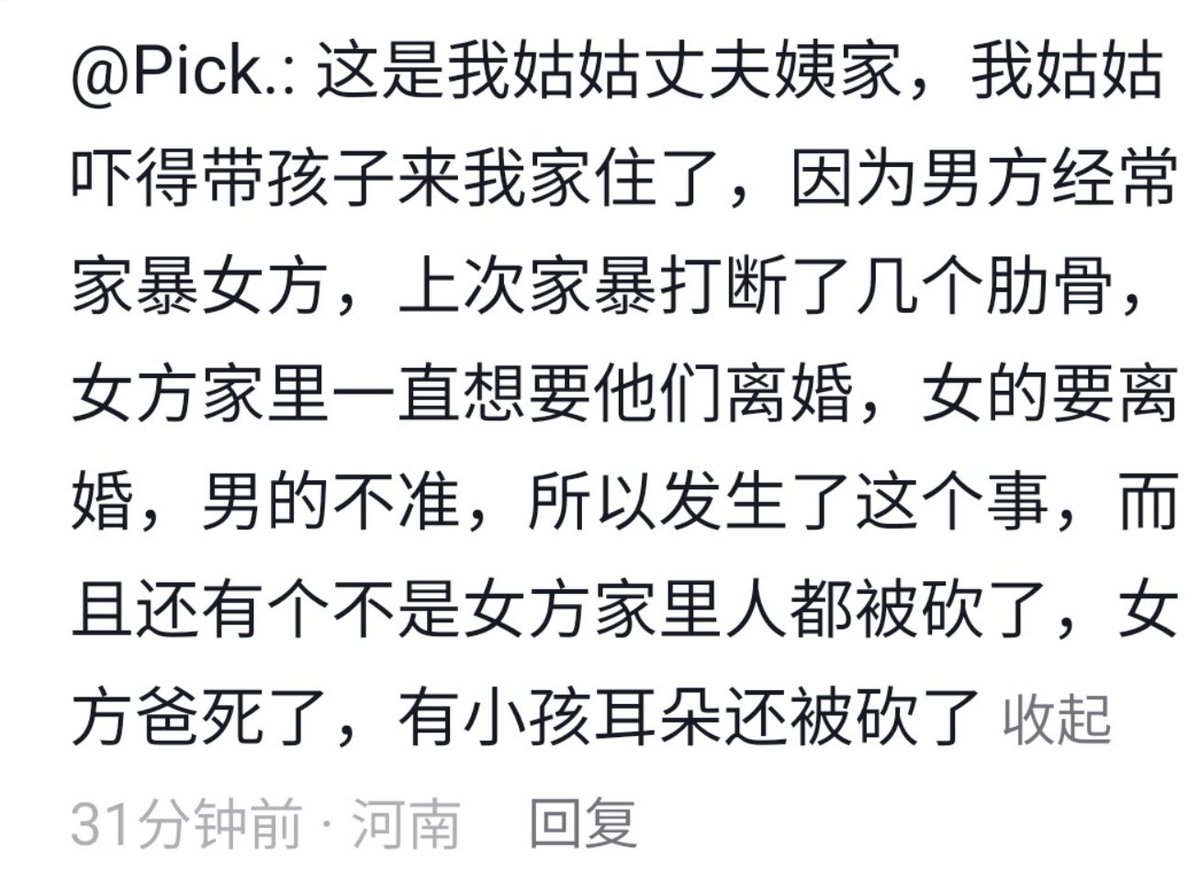 @Pick.: 这是我姑姑丈夫姨家，我姑姑
吓得带孩子来我家住了，因为男方经常
家暴女方，上次家暴打断了几个肋骨，
女方家里一直想要他们离婚，女的要离
婚，男的不准，所以发生了这个事，而
且还有个不是女方家里人都被砍了，女
方爸死了，有小孩耳朵还被砍了 收起
31分钟前 · 河南 回复